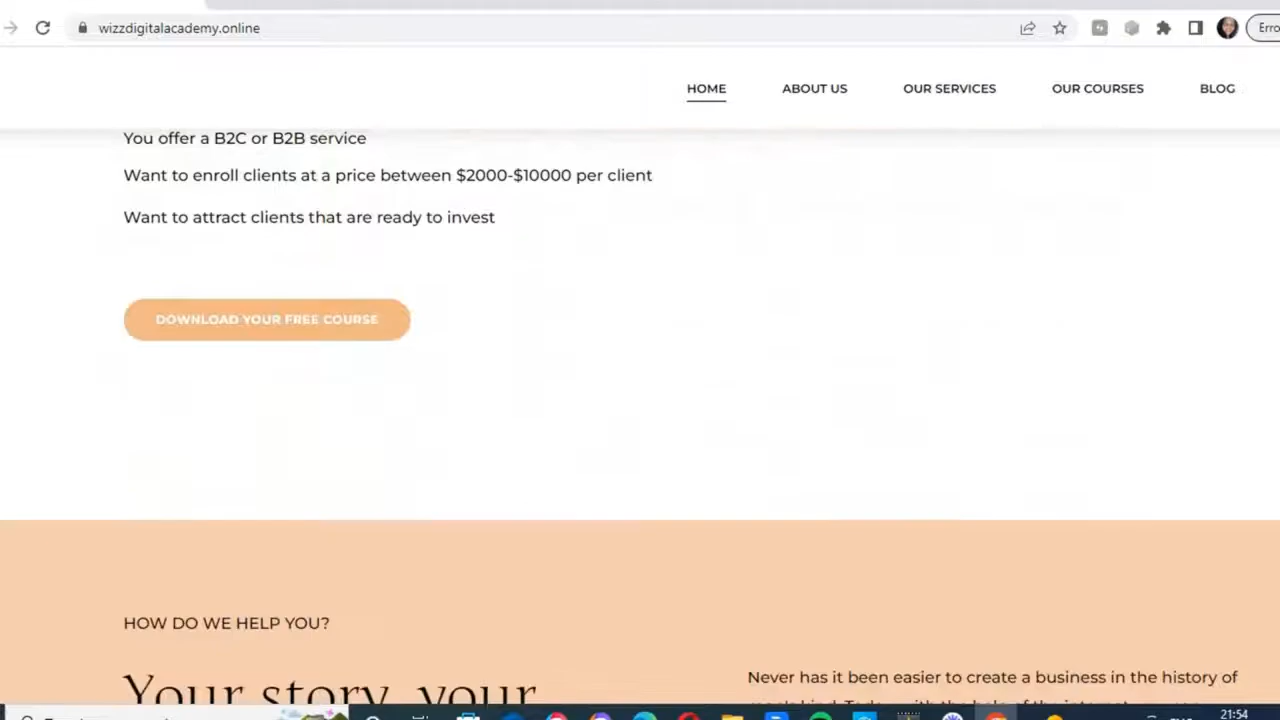 wizzdigitalacademy.online
Erro
HOME ABOUT US OUR SERVICES OUR COURSES BLOG
You offer a B2C or B2B service
Want to enroll clients at a price between $2000-$10000 per client
Want to attract clients that are ready to invest
DOWNLOAD YOUR FREE COURSE
HOW DO WE HELP YOU?
Your story, your
Never has it been easier to create a business in the history of
21:54